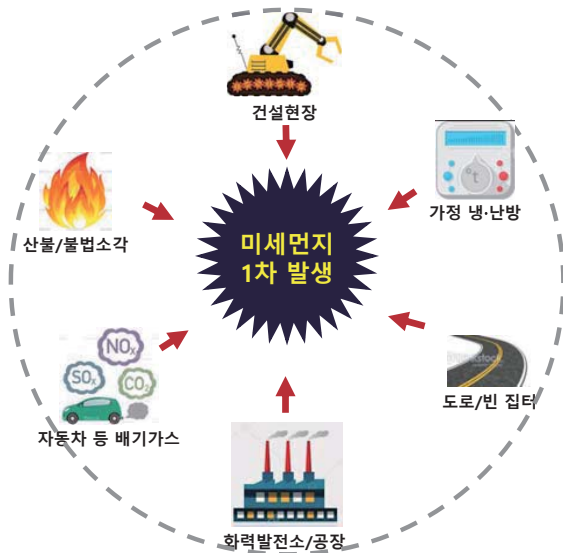 건설현장
가정 냉·난방
산불/불법소각
미세먼지
1차 발생
NOx
SOx
CO2
자동차 등 배기가스
도로/빈 집터
화력발전소/공장